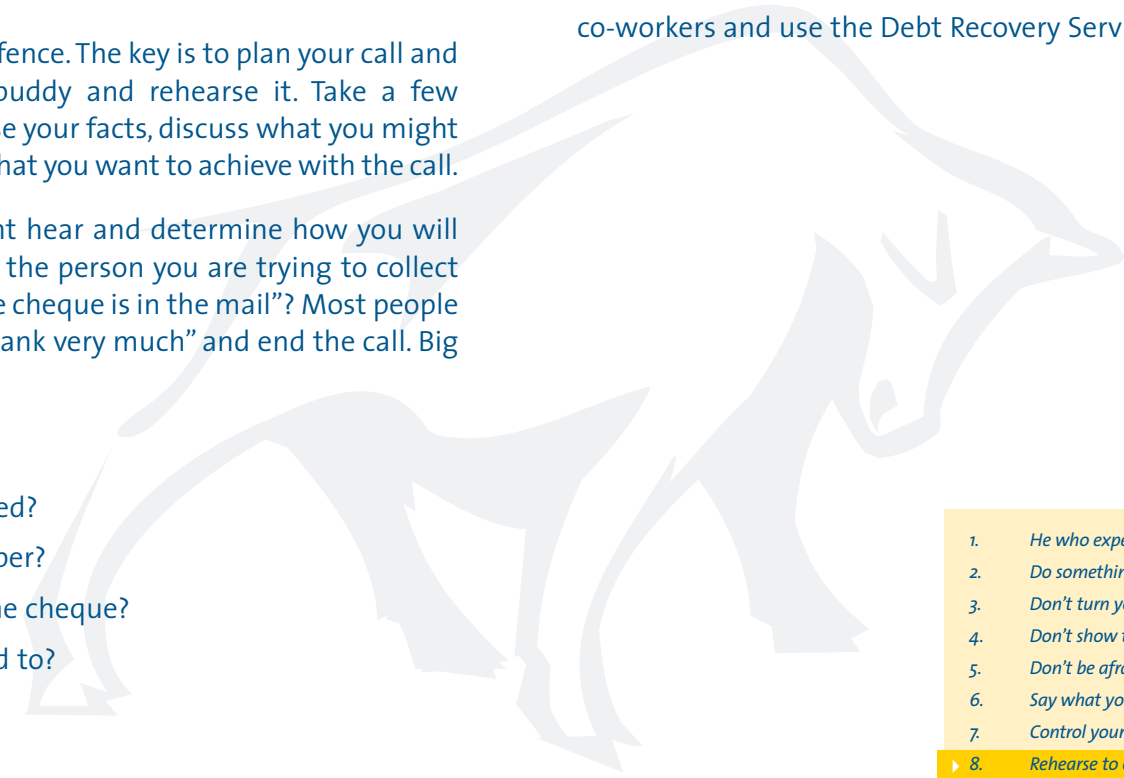 fence. The key is to plan your call and
buddy and rehearse it. Take a few
se your facts, discuss what you might
hat you want to achieve with the call.
nt hear and determine how you will
the person you are trying to collect
e cheque is in the mail”? Most people
ank very much” and end the call. Big
ed?
ber?
he cheque?
d to?
co-workers and use the Debt Recovery Serv
1. He who expe
2. Do somethin
3. Don’t turn yo
4. Don’t show t
5. Don’t be afra
6. Say what you
7. Control your
8. Rehearse to